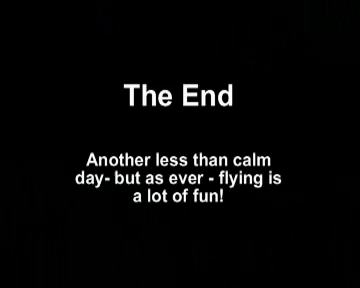 The End
Another less than calm
day- but as ever - flying is
a lot of fun!